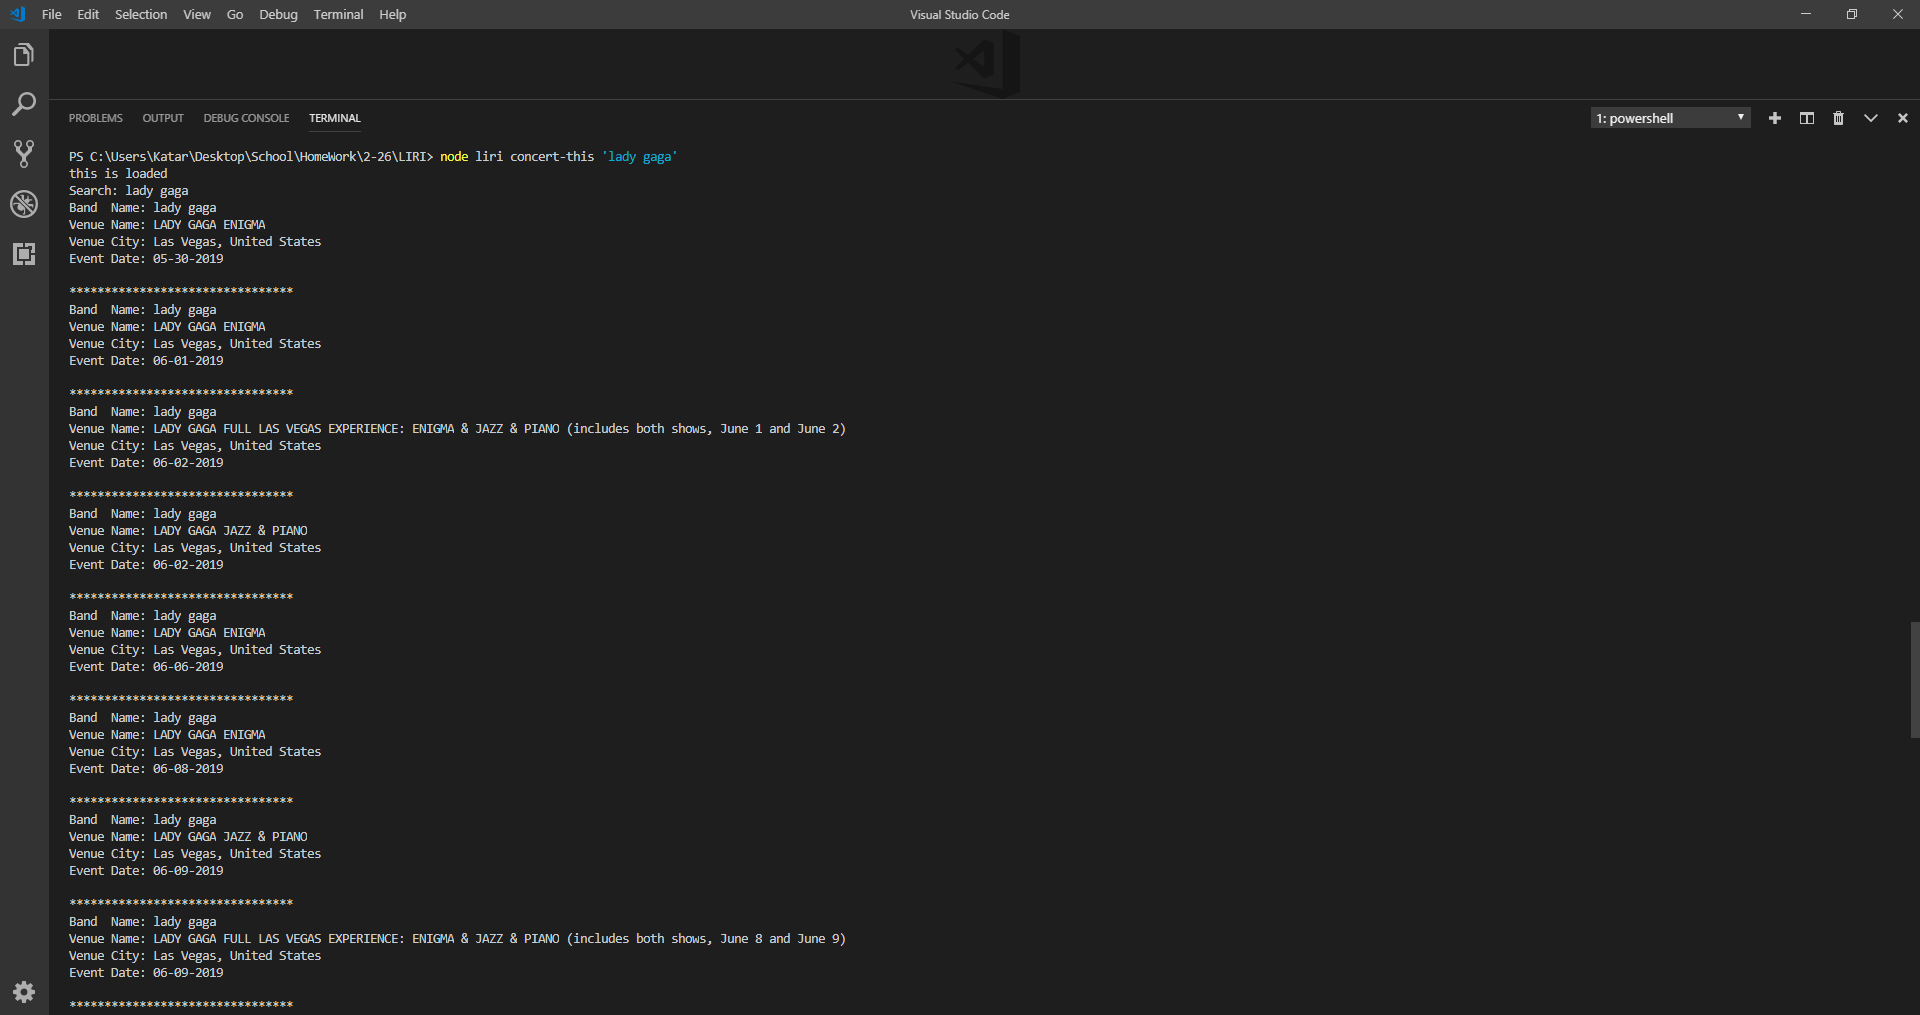 File Edit Selection View Go Debug Terminal Help Visual Studio Code
PROBLEMS OUTPUT DEBUG CONSOLE TERMINAL 1: powershell
PS C:\Users\Katar\Desktop\School\HomeWork\2-26\LIRI> node liri concert-this 'lady gaga'
this is loaded
Search: lady gaga
Band  Name: lady gaga
Venue Name: LADY GAGA ENIGMA
Venue City: Las Vegas, United States
Event Date: 05-30-2019
********************************
Band  Name: lady gaga
Venue Name: LADY GAGA ENIGMA
Venue City: Las Vegas, United States
Event Date: 06-01-2019
********************************
Band  Name: lady gaga
Venue Name: LADY GAGA FULL LAS VEGAS EXPERIENCE: ENIGMA & JAZZ & PIANO (includes both shows, June 1 and June 2)
Venue City: Las Vegas, United States
Event Date: 06-02-2019
********************************
Band  Name: lady gaga
Venue Name: LADY GAGA JAZZ & PIANO
Venue City: Las Vegas, United States
Event Date: 06-02-2019
********************************
Band  Name: lady gaga
Venue Name: LADY GAGA ENIGMA
Venue City: Las Vegas, United States
Event Date: 06-06-2019
********************************
Band  Name: lady gaga
Venue Name: LADY GAGA ENIGMA
Venue City: Las Vegas, United States
Event Date: 06-08-2019
********************************
Band  Name: lady gaga
Venue Name: LADY GAGA JAZZ & PIANO
Venue City: Las Vegas, United States
Event Date: 06-09-2019
********************************
Band  Name: lady gaga
Venue Name: LADY GAGA FULL LAS VEGAS EXPERIENCE: ENIGMA & JAZZ & PIANO (includes both shows, June 8 and June 9)
Venue City: Las Vegas, United States
Event Date: 06-09-2019
********************************